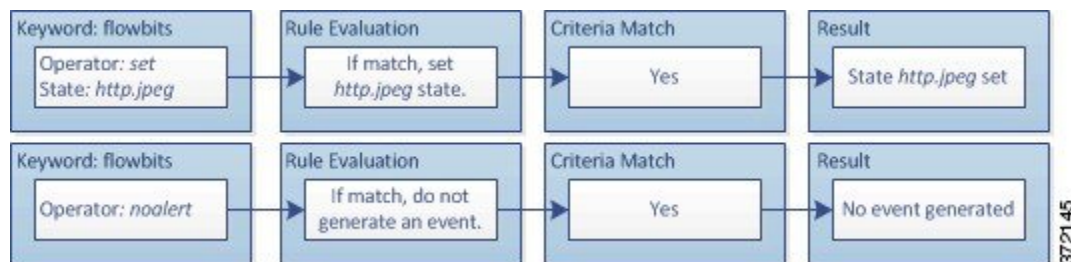 Keyword: flowbits
Operator: set
State: http.jpeg
Rule Evaluation
If match, set
http.jpeg state.
Criteria Match
Yes
Result
State http.jpeg set
Keyword: flowbits
Operator: noalert
Rule Evaluation
If match, do not
generate an event.
Criteria Match
Yes
Result
No event generated
372145